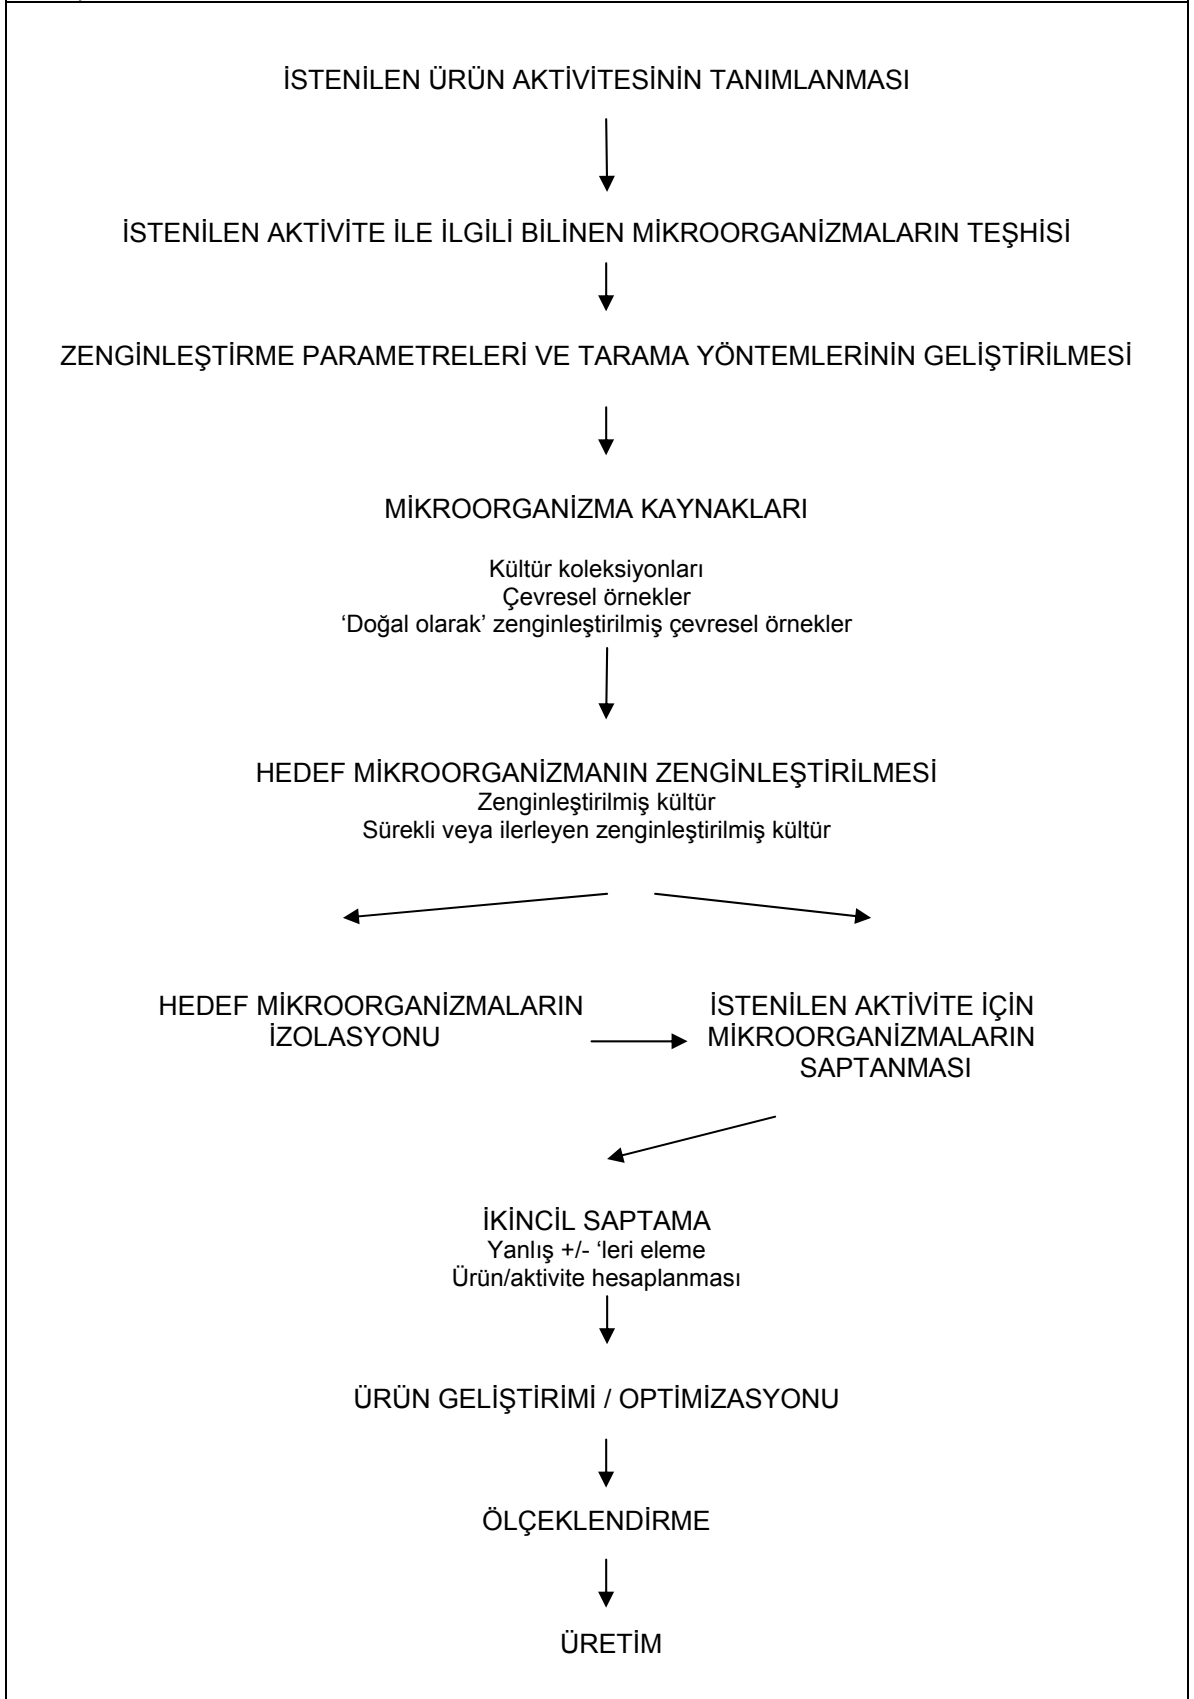 İSTENİLEN ÜRÜN AKTİVİTESİNİN TANIMLANMASI
İSTENİLEN AKTİVİTE İLE İLGİLİ BİLİNEN MİKROORGANİZMALARIN TEŞHİSİ
ZENGİNLEŞTİRME PARAMETRELERİ VE TARAMA YÖNTEMLERİNİN GELİŞTİRİLMESİ
MİKROORGANİZMA KAYNAKLARI
Kültür koleksiyonları
Çevresel örnekler
‘Doğal olarak’ zenginleştirilmiş çevresel örnekler
HEDEF MİKROORGANİZMANIN ZENGİNLEŞTİRİLMESİ
Zenginleştirilmiş kültür
Sürekli veya ilerleyen zenginleştirilmiş kültür
HEDEF MİKROORGANİZMALARIN
İZOLASYONU
İSTENİLEN AKTİVİTE İÇİN
MİKROORGANİZMALARIN
SAPTANMASI
İKİNCİL SAPTAMA
Yanlış +/- ‘leri eleme
Ürün/aktivite hesaplanması
ÜRÜN GELİŞTİRİMİ / OPTİMİZASYONU
ÖLÇEKLENDİRME
ÜRETİM